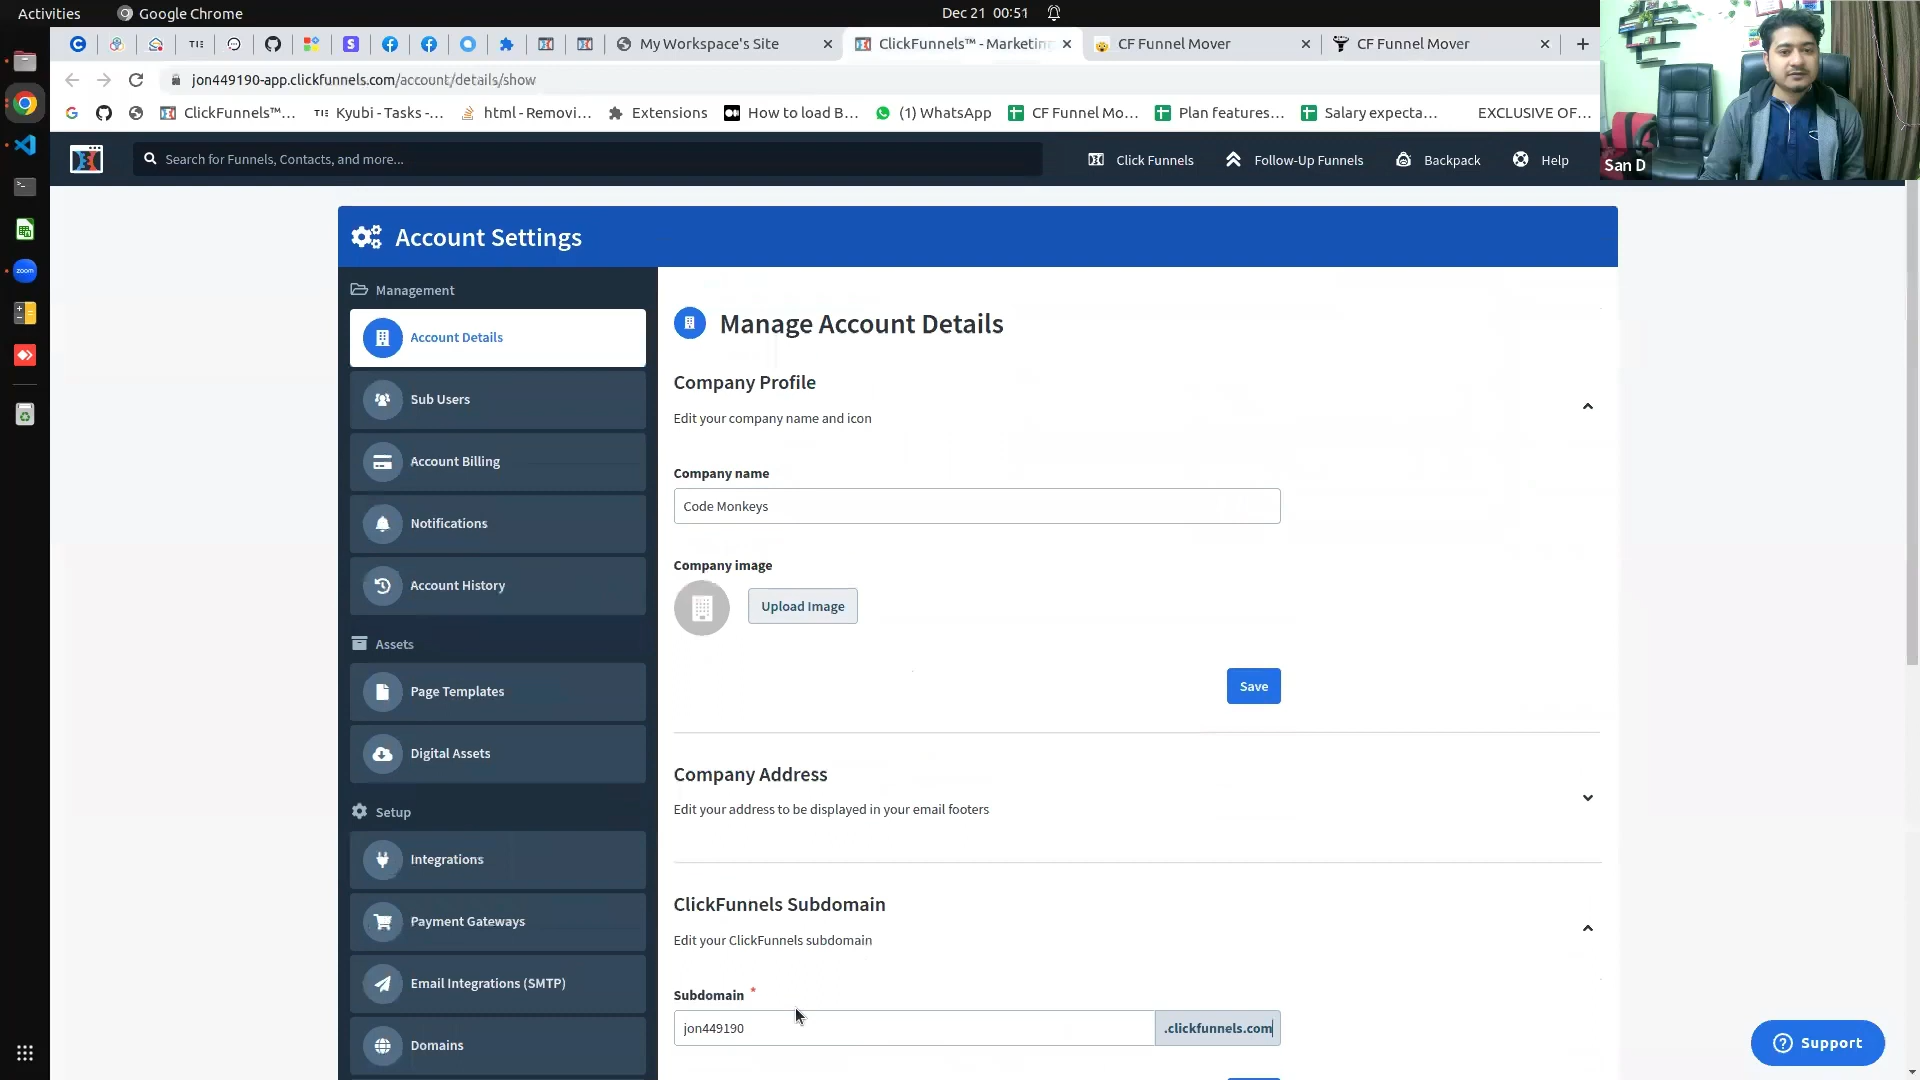 Activities
Google Chrome
Dec 21 00:51
My Workspace's Site
ClickFunnels™ - Marketing
CF Funnel Mover
CF Funnel Mover
jon449190-app.clickfunnels.com/account/details/show
ClickFunnels™...
TIE Kyubi - Tasks -...
html - Removi...
Extensions
How to load B...
(1) WhatsApp
CF Funnel Mo...
Plan features...
Salary expecta...
EXCLUSIVE OF...
Search for Funnels, Contacts, and more...
Click Funnels
Follow-Up Funnels
Backpack
Help
San D
Account Settings
Management
Account Details
Sub Users
Account Billing
Notifications
Account History
Assets
Page Templates
Digital Assets
Setup
Integrations
Payment Gateways
Email Integrations (SMTP)
Domains
Manage Account Details
Company Profile
Edit your company name and icon
Company name
Code Monkeys
Company image
Upload Image
Save
Company Address
Edit your address to be displayed in your email footers
ClickFunnels Subdomain
Edit your ClickFunnels subdomain
Subdomain *
jon449190
.clickfunnels.com
Support
zoom
TIE